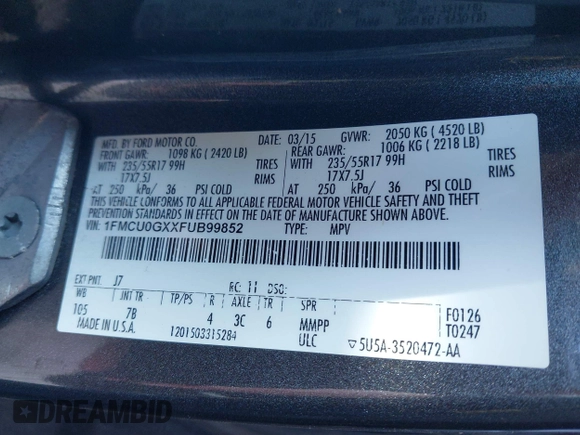 MFD. BY FORD MOTOR CO.
DATE: 03/15 GVWR: 2050 KG ( 4520 LB)
FRONT GAWR: 1098 KG ( 2420 LB)
REAR GAWR: 1006 KG ( 2218 LB)
WITH 235/55R17 99H TIRES
WITH 235/55R17 99H TIRES
17X7.5J RIMS
17X7.5J RIMS
AT 250 kPa/ 36 PSI COLD
AT 250 kPa/ 36 PSI COLD
THIS VEHICLE CONFORMS TO ALL APPLICABLE FEDERAL MOTOR VEHICLE SAFETY AND THEFT
PREVENTION STANDARDS IN EFFECT ON THE DATE OF MANUFACTURE SHOWN ABOVE.
VIN: 1FMCU0GXXFUB99852 TYPE: MPV
EXT PNT: J7 RC: 11 DSO:
WB INT TR TP/PS R AXLE TR SPR
105 7B 4 3C 6 MMPP F0126
ULC T0247
MADE IN U.S.A. 1201503315284
▽5U5A-3520472-AA
DREAMBID